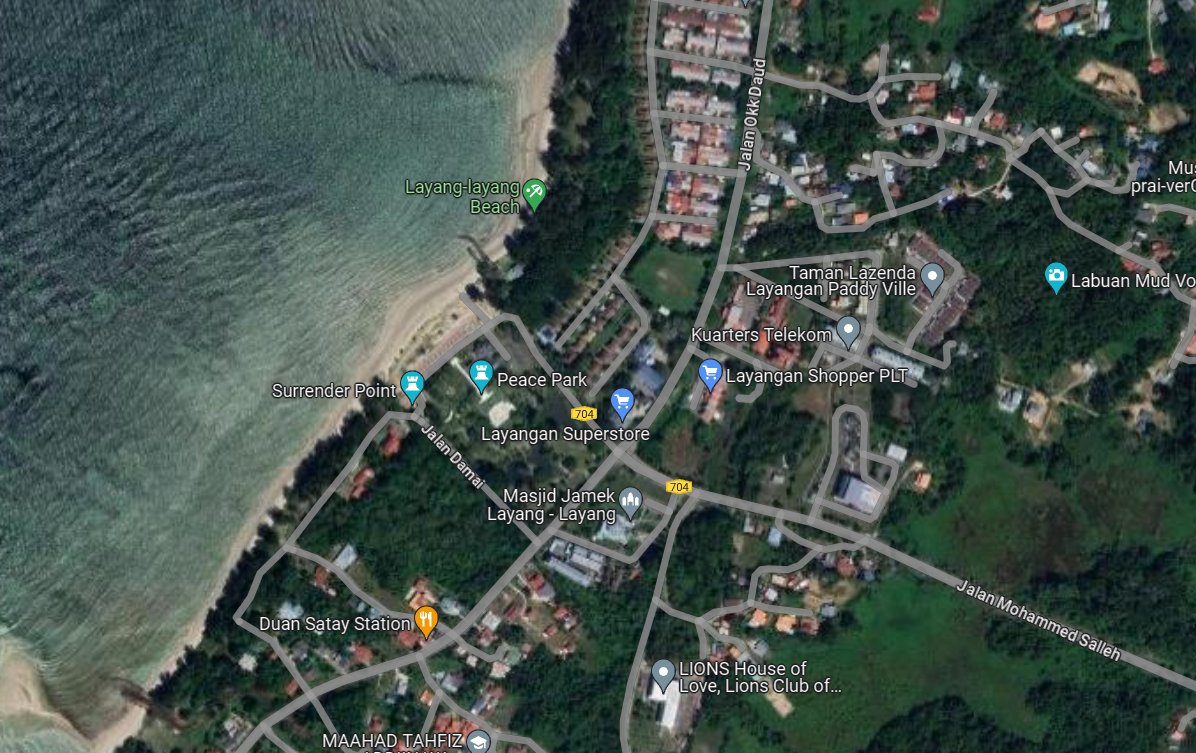 Jalan Okk Daud
Mus
Layang-layang
Beach
Taman Lazenda
Layangan Paddy Ville
Labuan Mud Vo
Kuarters Telekom
Surrender Point
Peace Park
Layangan Shopper PLT
704
Layangan Superstore
Jalan Damai
704
Masjid Jamek
Layang - Layang
Jalan Mohammed Salleh
Duan Satay Station
LIONS House of
Love, Lions Club of...
MAAHAD TAHFIZ